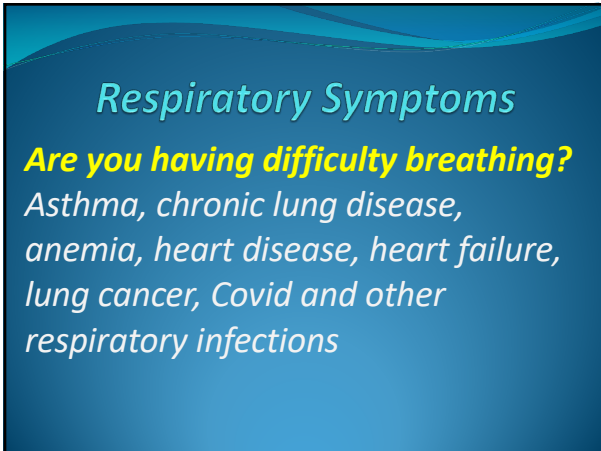 Respiratory Symptoms
Are you having difficulty breathing?
Asthma, chronic lung disease,
anemia, heart disease, heart failure,
lung cancer, Covid and other
respiratory infections